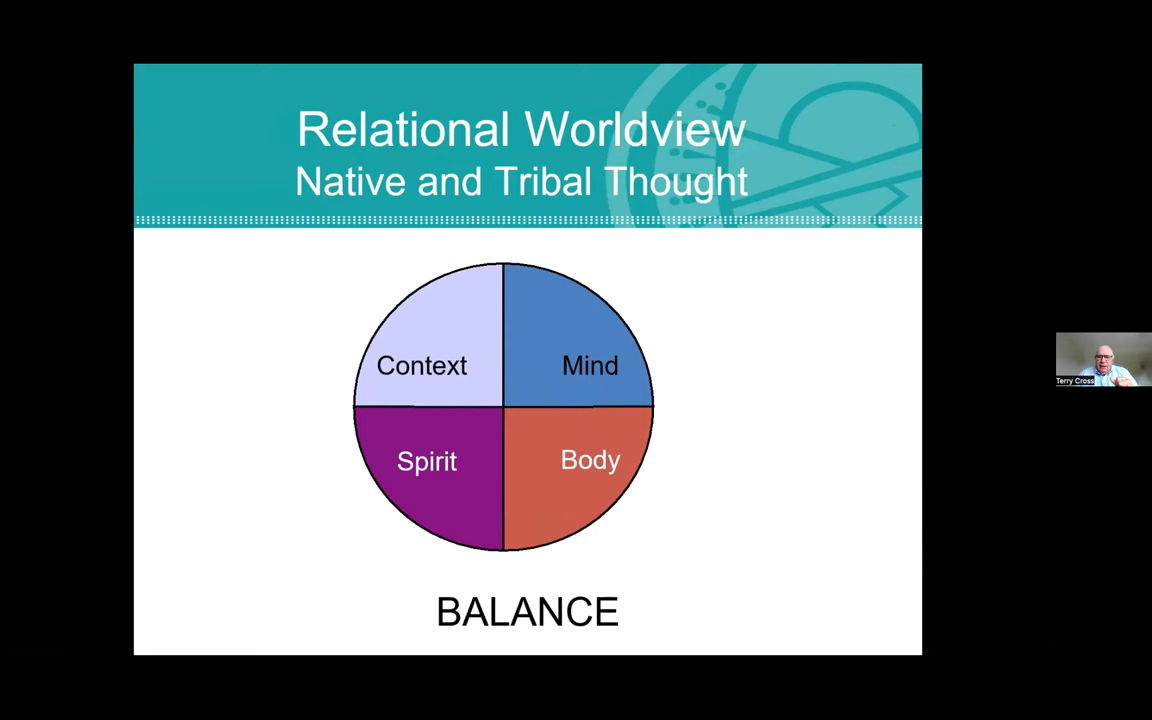 Relational Worldview
Native and Tribal Thought
Context
Mind
Spirit
Body
BALANCE
Terry Cross